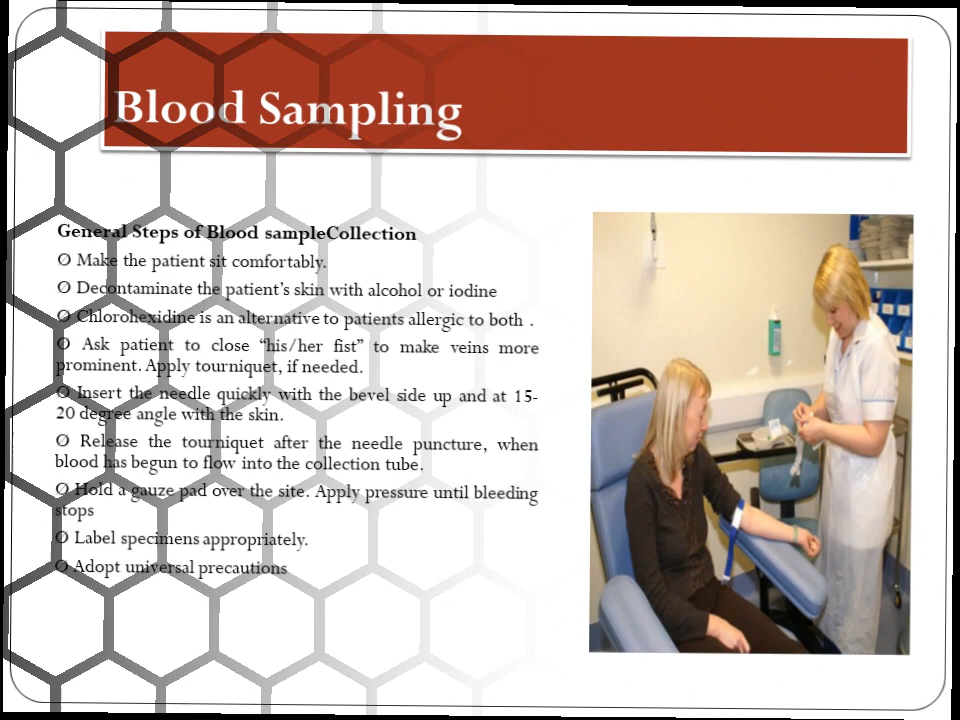 Blood Sampling
General Steps of Blood sampleCollection
O Make the patient sit comfortably.
O Decontaminate the patient's skin with alcohol or iodine
O Chlorohexidine is an alternative to patients allergic to both .
O Ask patient to close “his/her fist” to make veins more
prominent. Apply tourniquet, if needed.
O Insert the needle quickly with the bevel side up and at 15-
20 degree angle with the skin.
O Release the tourniquet after the needle puncture, when
blood has begun to flow into the collection tube.
O Hold a gauze pad over the site. Apply pressure until bleeding
stops
O Label specimens appropriately.
O Adopt universal precautions